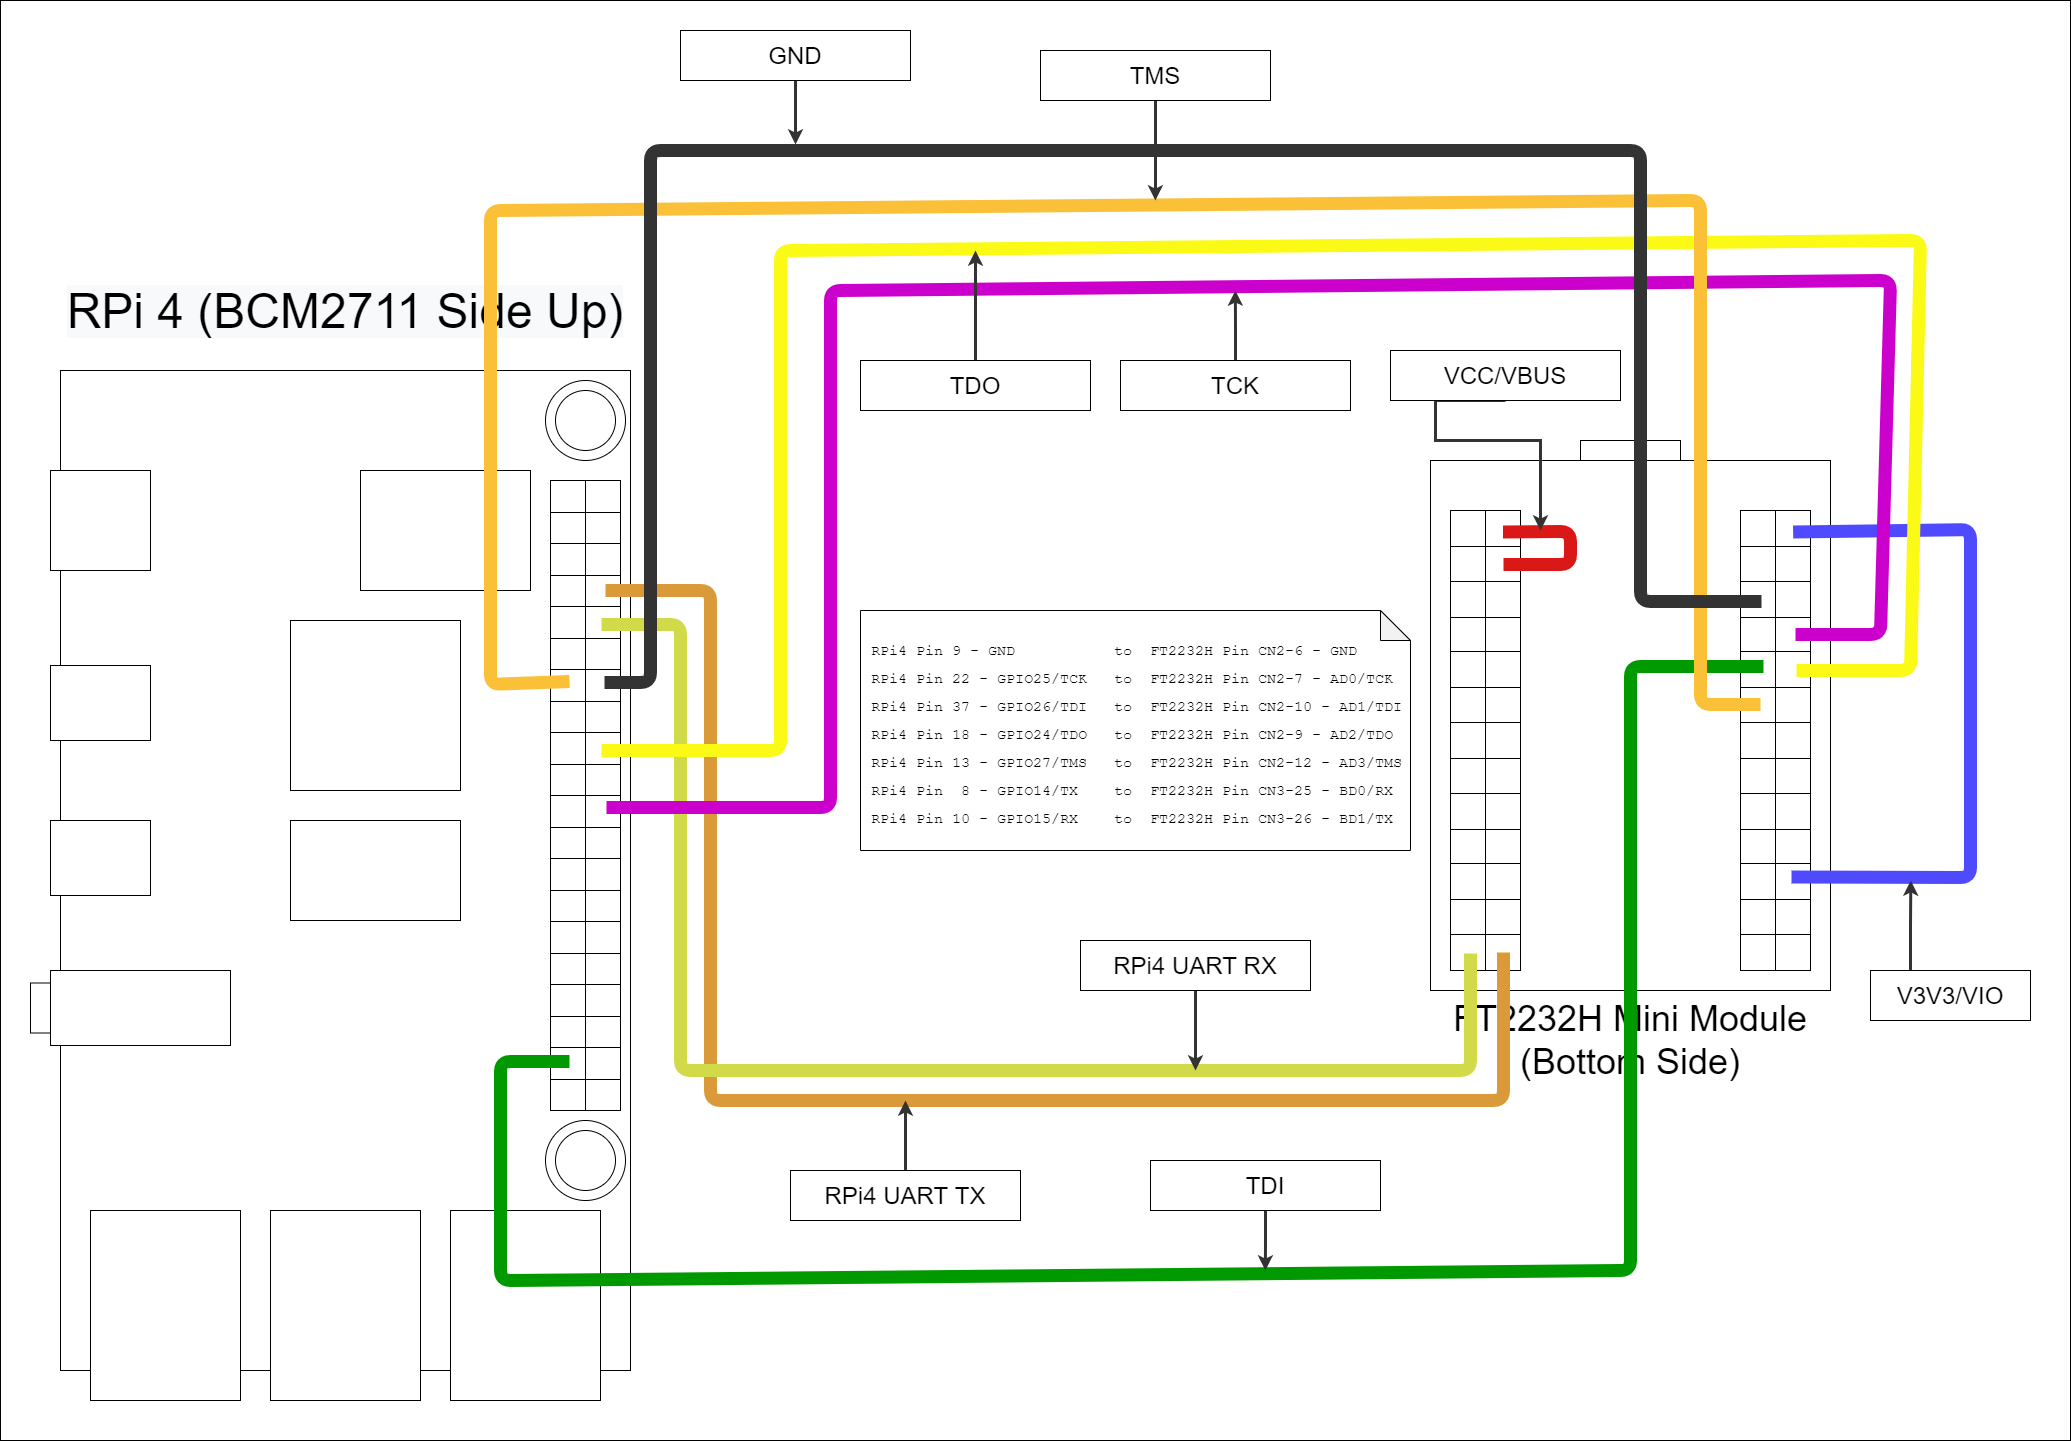 GND
TMS
RPi 4 (BCM2711 Side Up)
TDO
TCK
VCC/VBUS
RPi4 Pin 9 - GND to FT2232H Pin CN2-6 - GND
RPi4 Pin 22 - GPIO25/TCK to FT2232H Pin CN2-7 - AD0/TCK
RPi4 Pin 37 - GPIO26/TDI to FT2232H Pin CN2-10 - AD1/TDI
RPi4 Pin 18 - GPIO24/TDO to FT2232H Pin CN2-9 - AD2/TDO
RPi4 Pin 13 - GPIO27/TMS to FT2232H Pin CN2-12 - AD3/TMS
RPi4 Pin 8 - GPIO14/TX to FT2232H Pin CN3-25 - BD0/RX
RPi4 Pin 10 - GPIO15/RX to FT2232H Pin CN3-26 - BD1/TX
RPi4 UART RX
V3V3/VIO
FT2232H Mini Module
(Bottom Side)
RPi4 UART TX
TDI